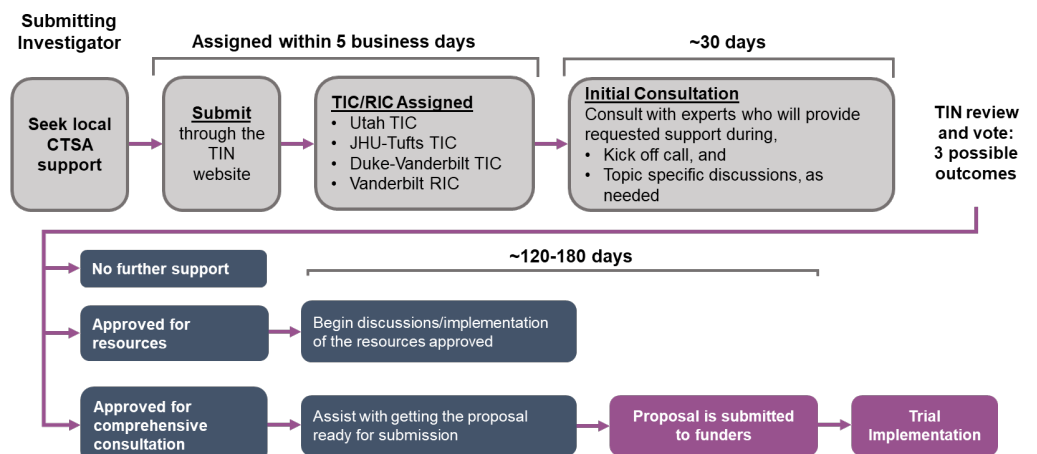 Submitting
Investigator
Assigned within 5 business days
~30 days
Seek local
CTSA
support
Submit
through the
TIN
website
TIC/RIC Assigned
• Utah TIC
• JHU-Tufts TIC
• Duke-Vanderbilt TIC
• Vanderbilt RIC
Initial Consultation
Consult with experts who will provide
requested support during,
• Kick off call, and
• Topic specific discussions, as
needed
TIN review
and vote:
3 possible
outcomes
No further support
~120-180 days
Approved for
resources
Begin discussions/implementation
of the resources approved
Approved for
comprehensive
consultation
Assist with getting the proposal
ready for submission
Proposal is submitted
to funders
Trial
Implementation